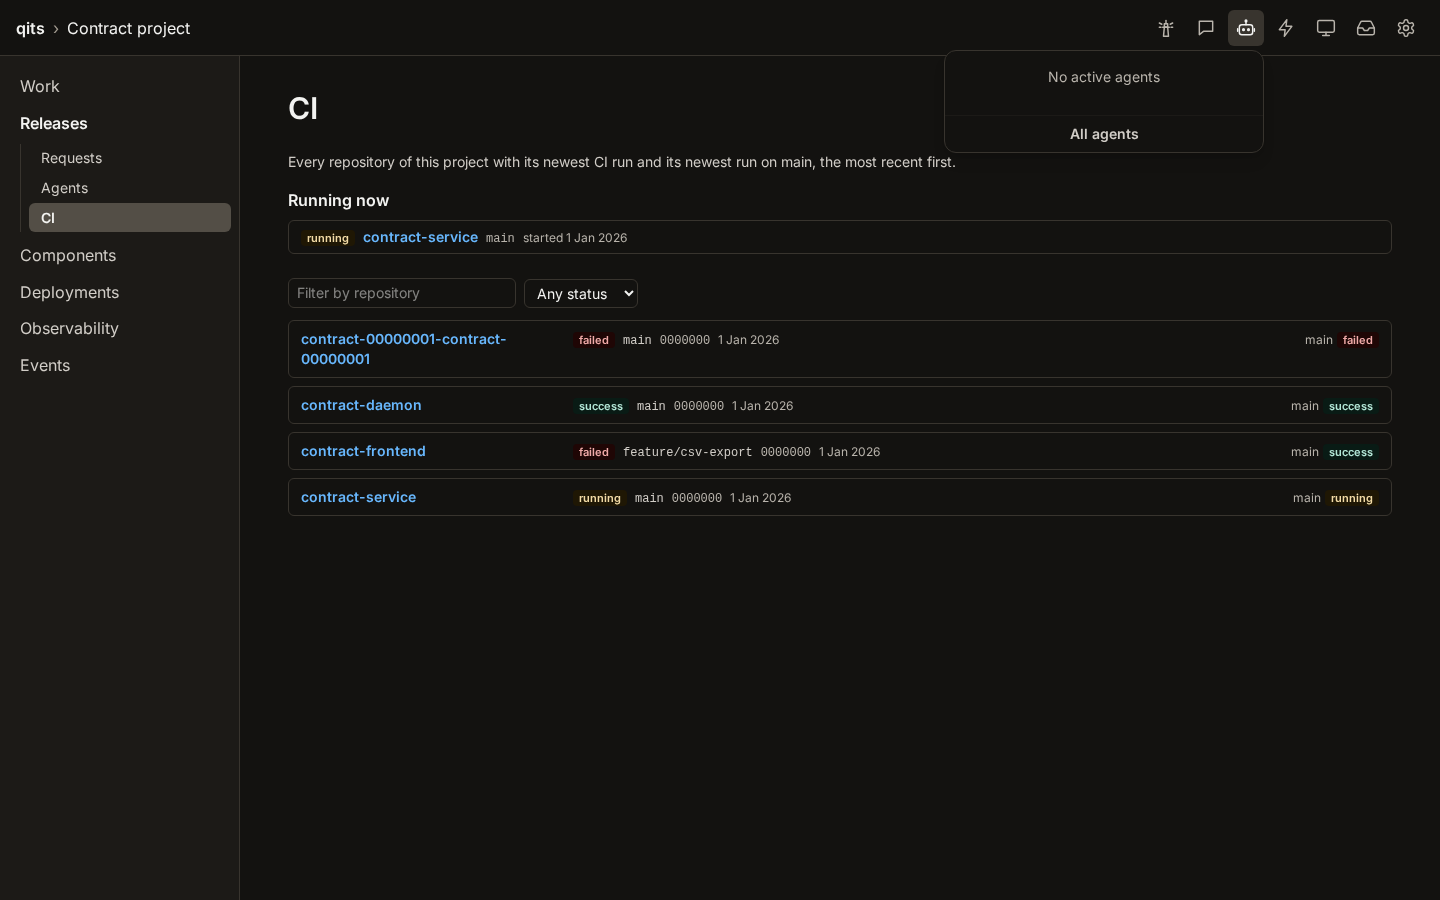 qits › Contract project
No active agents
All agents
Work
Releases
Requests
Agents
CI
Components
Deployments
Observability
Events
CI
Every repository of this project with its newest CI run and its newest run on main, the most recent first.
Running now
running contract-service main started 1 Jan 2026
Filter by repository Any status
contract-00000001-contract-
00000001 failed main 0000000 1 Jan 2026 main failed
contract-daemon success main 0000000 1 Jan 2026 main success
contract-frontend failed feature/csv-export 0000000 1 Jan 2026 main success
contract-service running main 0000000 1 Jan 2026 main running